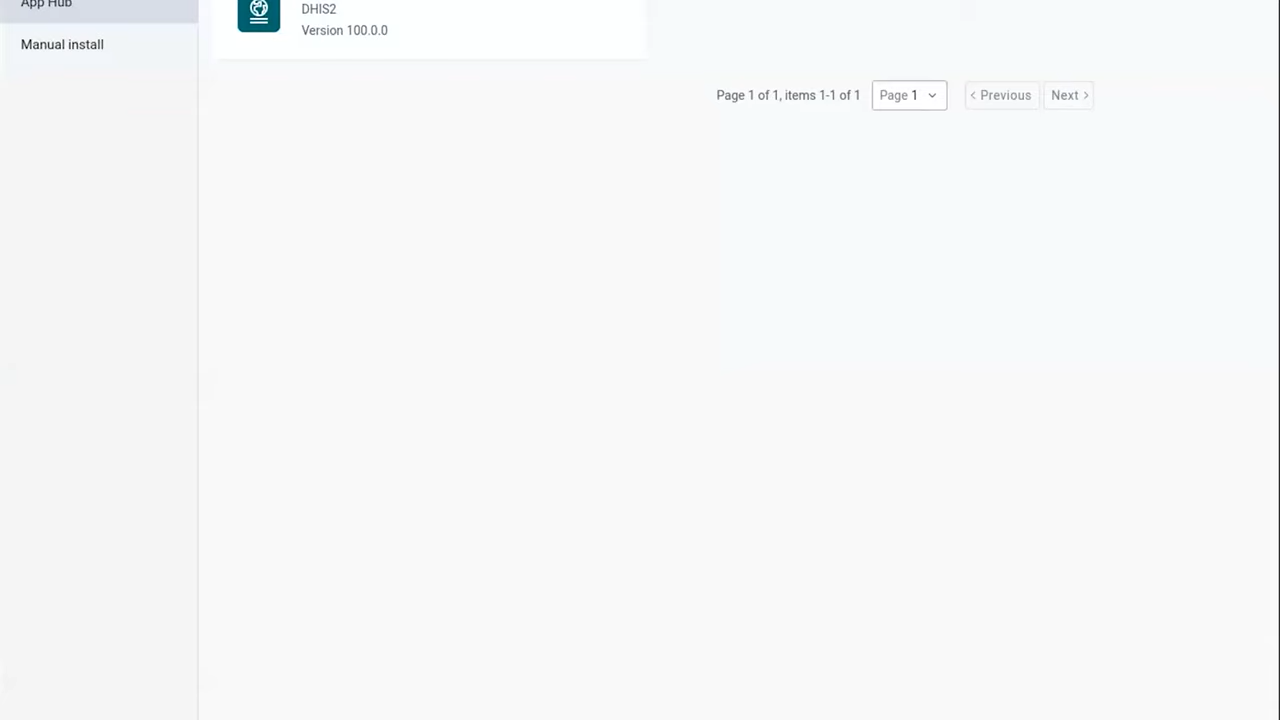 App Hub
DHIS2
Version 100.0.0
Manual install
Page 1 of 1, items 1-1 of 1 Page 1 Previous Next